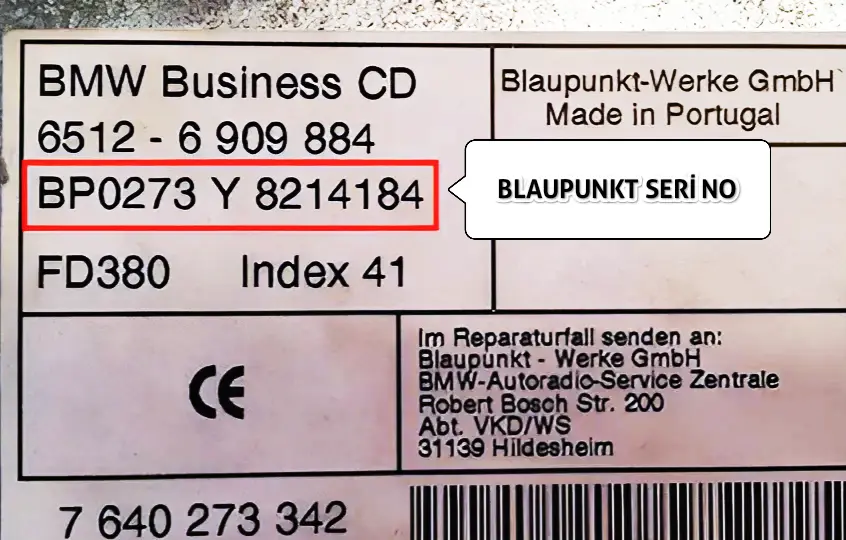 BMW Business CD
6512 - 6 909 884
BP0273 Y 8214184
FD380 Index 41
Blaupunkt-Werke GmbH
Made in Portugal
BLAUPUNKT SERİ NO
CE
Im Reparaturfall senden an:
Blaupunkt - Werke GmbH
BMW-Autoradio-Service Zentrale
Robert Bosch Str. 200
Abt. VKD/WS
31139 Hildesheim
7 640 273 342